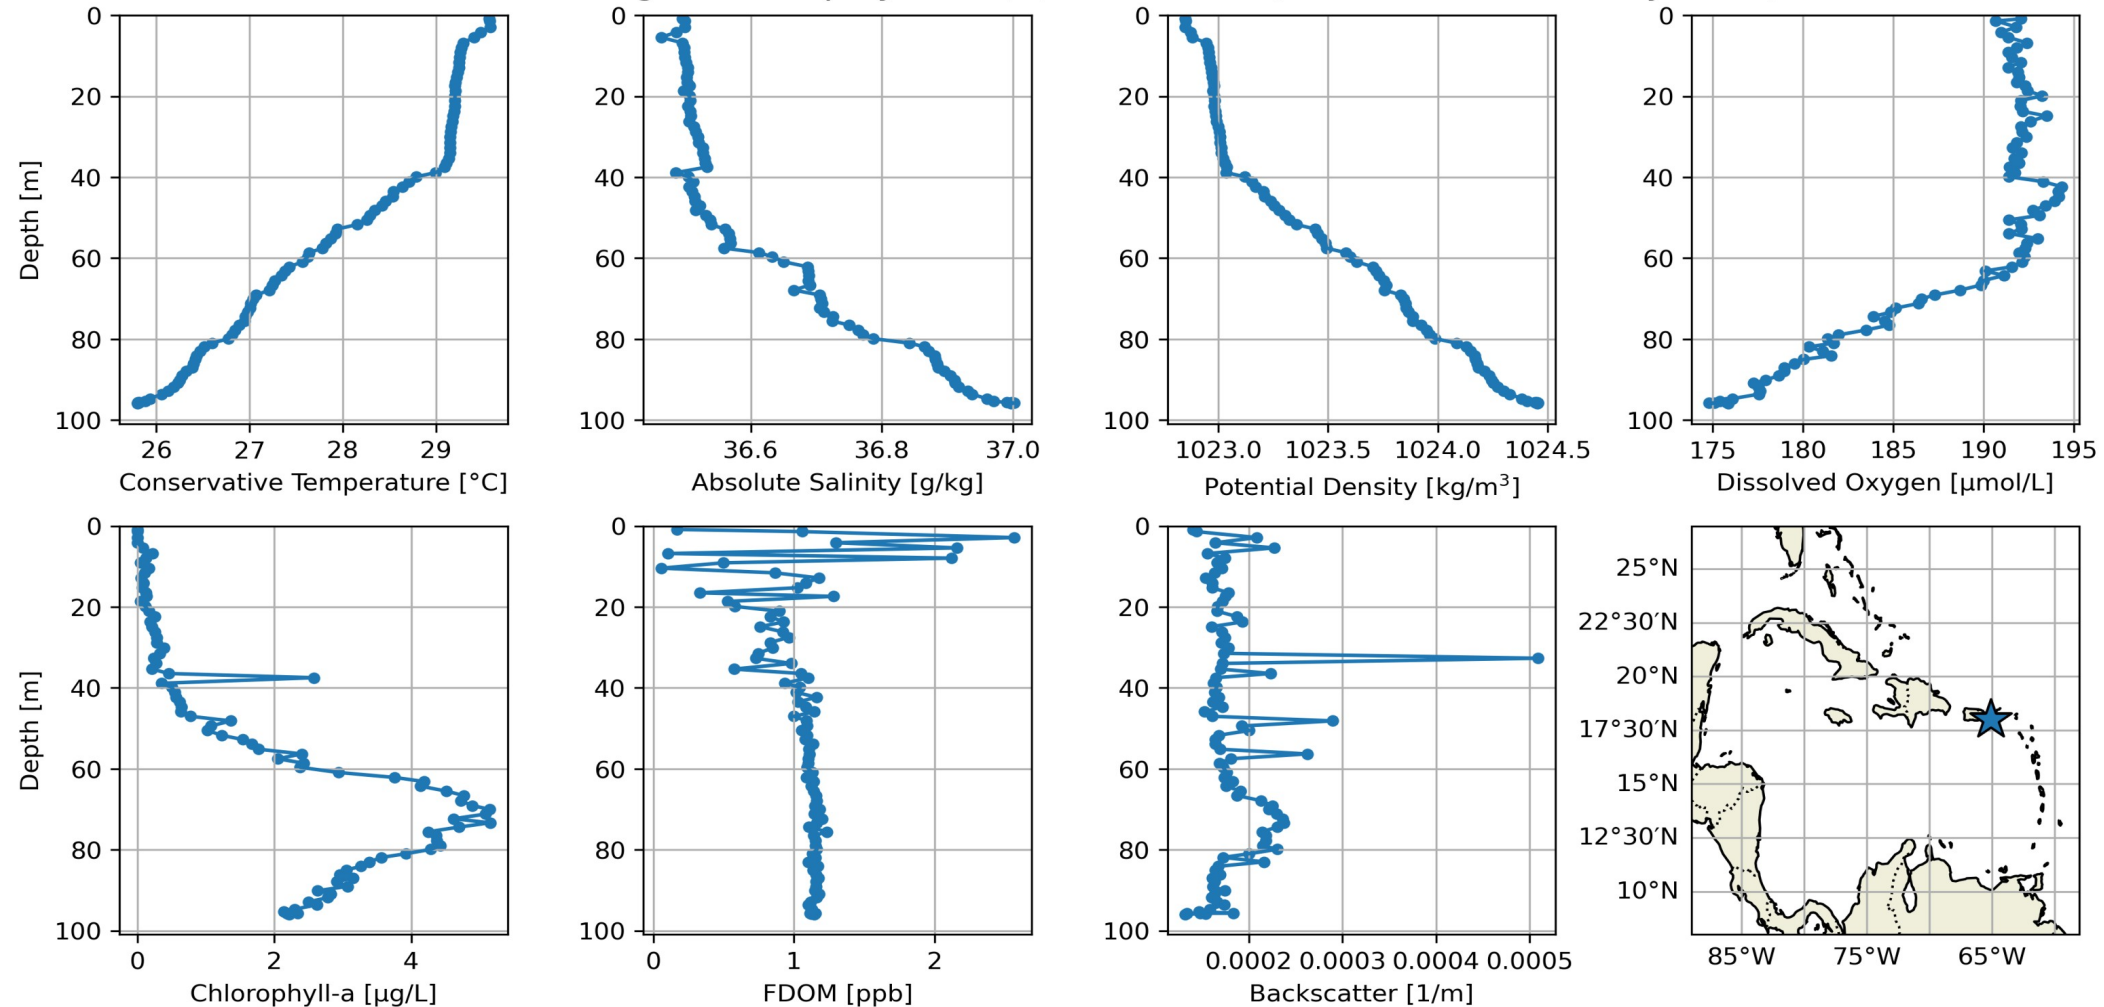 0
20
40
60
80
100
Depth [m]
26 27 28 29
Conservative Temperature [°C]
0
20
40
60
80
100
36.6 36.8 37.0
Absolute Salinity [g/kg]
0
20
40
60
80
100
1023.0 1023.5 1024.0 1024.5
Potential Density [kg/m³]
0
20
40
60
80
100
175 180 185 190 195
Dissolved Oxygen [µmol/L]
0
20
40
60
80
100
Depth [m]
0 2 4
Chlorophyll-a [µg/L]
0
20
40
60
80
100
0 1 2
FDOM [ppb]
0
20
40
60
80
100
0.0002 0.0003 0.0004 0.0005
Backscatter [1/m]
25°N
22°30′N
20°N
17°30′N
15°N
12°30′N
10°N
85°W 75°W 65°W